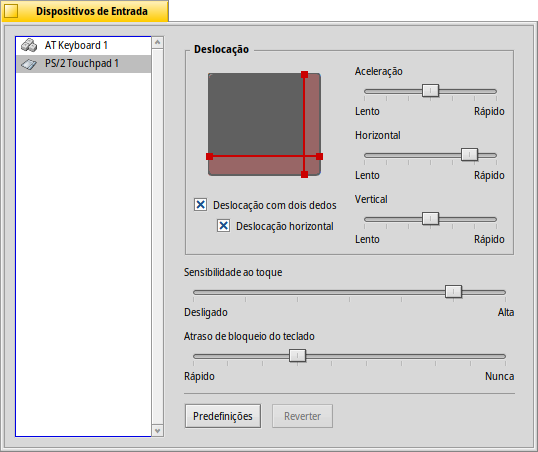 Dispositivos de Entrada
AT Keyboard 1
PS/2 Touchpad 1
Deslocação
Aceleração
Lento Rápido
Horizontal
Lento Rápido
Vertical
Lento Rápido
Deslocação com dois dedos
Deslocação horizontal
Sensibilidade ao toque
Desligado Alta
Atraso de bloqueio do teclado
Rápido Nunca
Predefinições Reverter